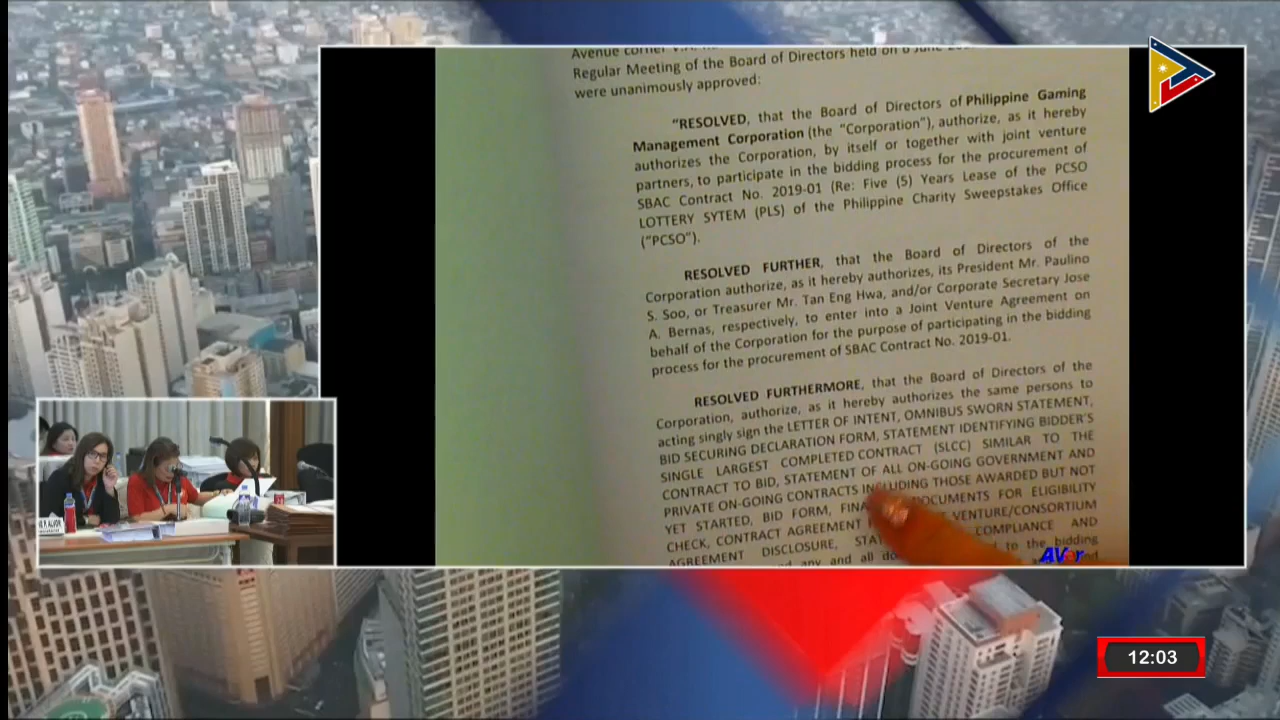 Avenue corner
Regular Meeting of the Board of Directors held on 6 June
were unanimously approved:
"RESOLVED, that the Board of Directors of Philippine Gaming
Management Corporation (the "Corporation"), authorize, as it hereby
authorizes the Corporation, by itself or together with joint venture
partners, to participate in the bidding process for the procurement of
SBAC Contract No. 2019-01 (Re: Five (5) Years Lease of the PCSO
LOTTERY SYTEM (PLS) of the Philippine Charity Sweepstakes Office
("PCSO").
RESOLVED FURTHER, that the Board of Directors of the
Corporation authorize, as it hereby authorizes, its President Mr. Paulino
S. Soo, or Treasurer Mr. Tan Eng Hwa, and/or Corporate Secretary Jose
A. Bernas, respectively, to enter into a Joint Venture Agreement on
behalf of the Corporation for the purpose of participating in the bidding
process for the procurement of SBAC Contract No. 2019-01.
RESOLVED FURTHERMORE, that the Board of Directors of the
Corporation, authorize, as it hereby authorizes the same persons to
acting singly sign the LETTER OF INTENT, OMNIBUS SWORN STATEMENT,
BID SECURING DECLARATION FORM, STATEMENT IDENTIFYING BIDDER'S
SINGLE LARGEST COMPLETED CONTRACT (SLCC) SIMILAR TO THE
CONTRACT TO BID, STATEMENT OF ALL ON-GOING GOVERNMENT AND
PRIVATE ON-GOING CONTRACTS INCLUDING THOSE AWARDED BUT NOT
YET STARTED, BID FORM, DOCUMENTS FOR ELIGIBILITY
CHECK, CONTRACT AGREEMENT VENTURE/CONSORTIUM
AGREEMENT DISCLOSURE, COMPLIANCE AND
any and all to the bidding
AVer
P. ALVOR
12:03